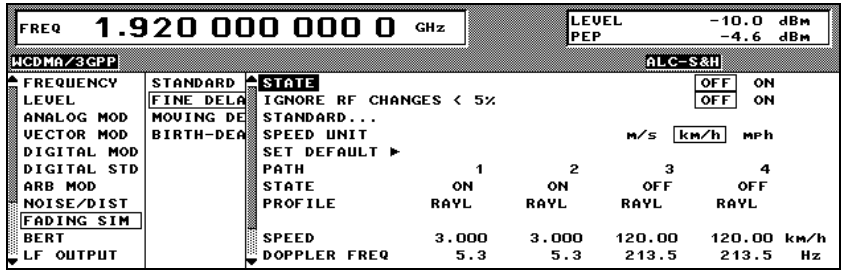 FREQ 1.920 000 000 0 GHz
LEVEL -10.0 dBm
PEP -4.6 dBm
WCDMA/3GPP ALC-S&H
FREQUENCY STANDARD STATE OFF ON
LEVEL FINE DELA IGNORE RF CHANGES < 5% OFF ON
ANALOG MOD MOVING DE STANDARD...
VECTOR MOD BIRTH-DEA SPEED UNIT m/s km/h mph
DIGITAL MOD SET DEFAULT ►
DIGITAL STD PATH 1 2 3 4
ARB MOD STATE ON ON OFF OFF
NOISE/DIST PROFILE RAYL RAYL RAYL RAYL
FADING SIM
BERT SPEED 3.000 3.000 120.00 120.00 km/h
LF OUTPUT DOPPLER FREQ 5.3 5.3 213.5 213.5 Hz